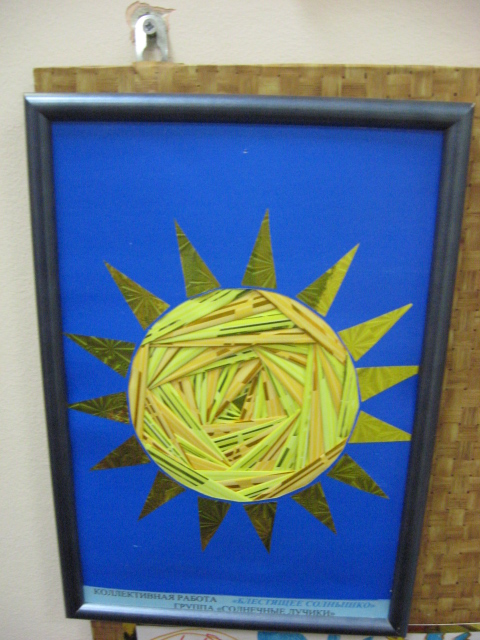 КОЛЛЕКТИВНАЯ РАБОТА «БЛЕСТЯЩЕЕ СОЛНЫШКО»
ГРУППА «СОЛНЕЧНЫЕ ЛУЧИКИ»